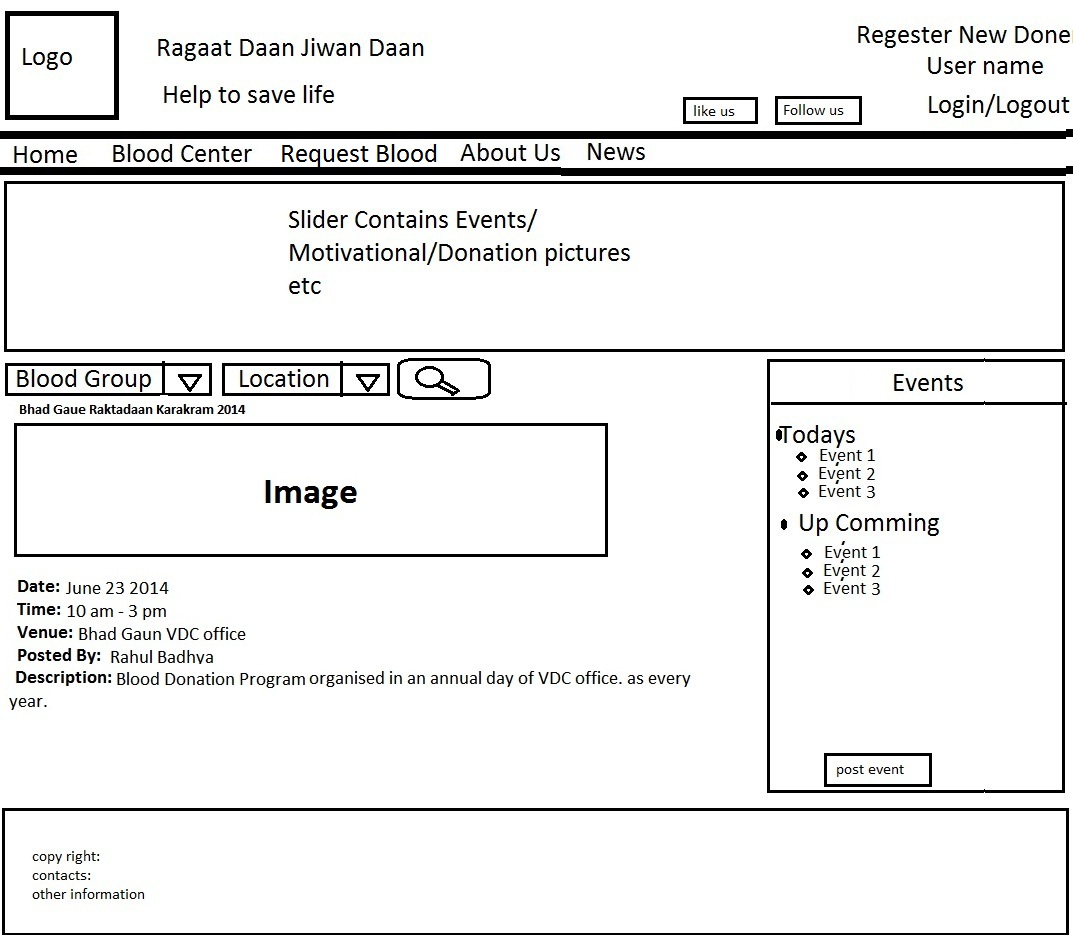 Logo
Ragaat Daan Jiwan Daan
Help to save life
Regester New Doner
User name
Login/Logout
like us
Follow us
Home Blood Center Request Blood About Us News
Slider Contains Events/
Motivational/Donation pictures
etc
Blood Group
Location
Bhad Gaue Raktadaan Karakram 2014
Image
Date: June 23 2014
Time: 10 am - 3 pm
Venue: Bhad Gaun VDC office
Posted By: Rahul Badhya
Description: Blood Donation Program organised in an annual day of VDC office. as every
year.
Events
Todays
Event 1
Event 2
Event 3
Up Comming
Event 1
Event 2
Event 3
post event
copy right:
contacts:
other information